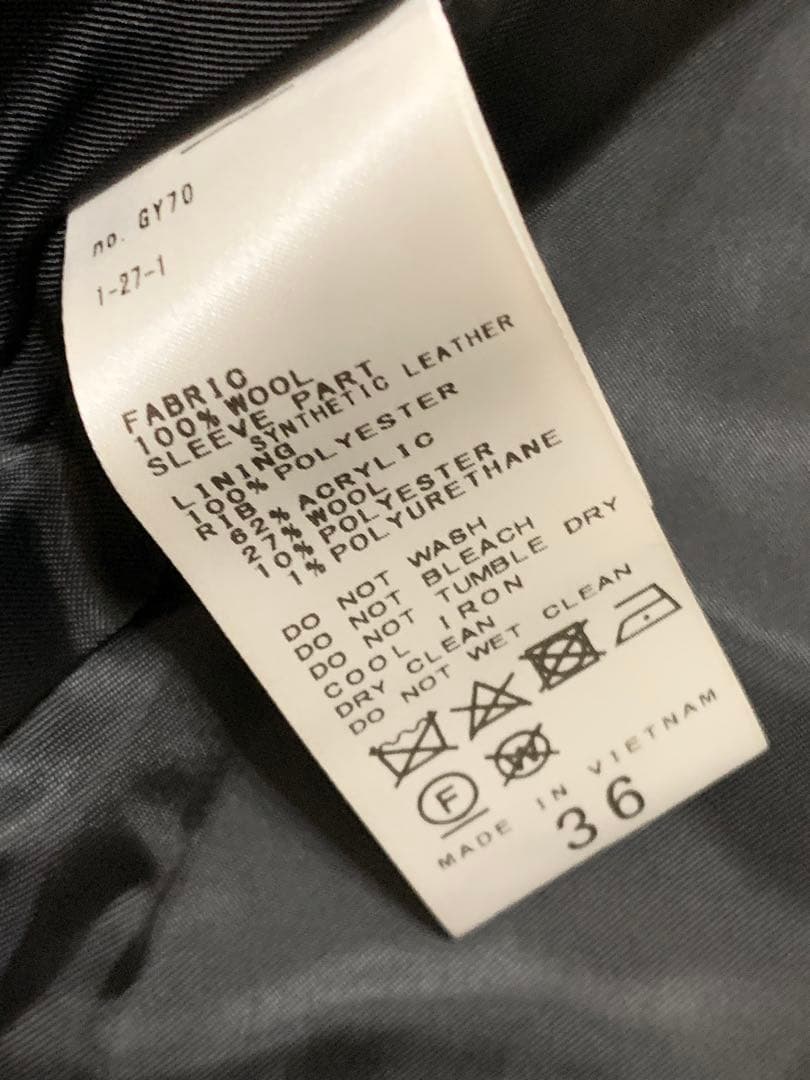 no. GY70
1-27-1
FABRIC
100% WOOL
SLEEVE PART
SYNTHETIC LEATHER
LINING
100% POLYESTER
RIB
62% ACRYLIC
27% WOOL
10% POLYESTER
1% POLYURETHANE
DO NOT WASH
DO NOT BLEACH
DO NOT TUMBLE DRY
COOL IRON
DRY CLEAN
DO NOT WET CLEAN
W
F
MADE IN VIETNAM
36